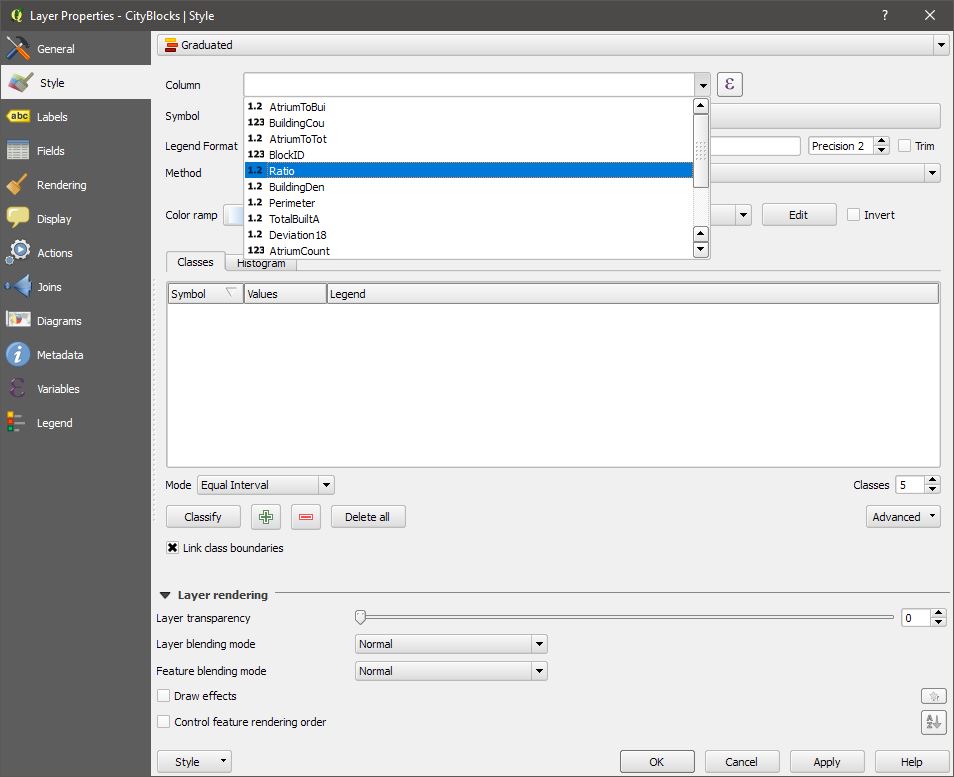 Layer Properties - CityBlocks | Style
General
Style
Labels
Fields
Rendering
Display
Actions
Joins
Diagrams
Metadata
Variables
Legend
Graduated
Column ε
1.2 AtriumToBui
123 BuildingCou
1.2 AtriumToTot
123 BlockID
1.2 Ratio
1.2 BuildingDen
1.2 Perimeter
1.2 TotalBuiltA
1.2 Deviation18
123 AtriumCount
Symbol
Legend Format Precision 2 Trim
Method
Color ramp Edit Invert
Classes Histogram
Symbol Values Legend
Mode Equal Interval Classes 5
Classify Delete all Advanced
Link class boundaries
Layer rendering
Layer transparency 0
Layer blending mode Normal
Feature blending mode Normal
Draw effects
Control feature rendering order
Style OK Cancel Apply Help